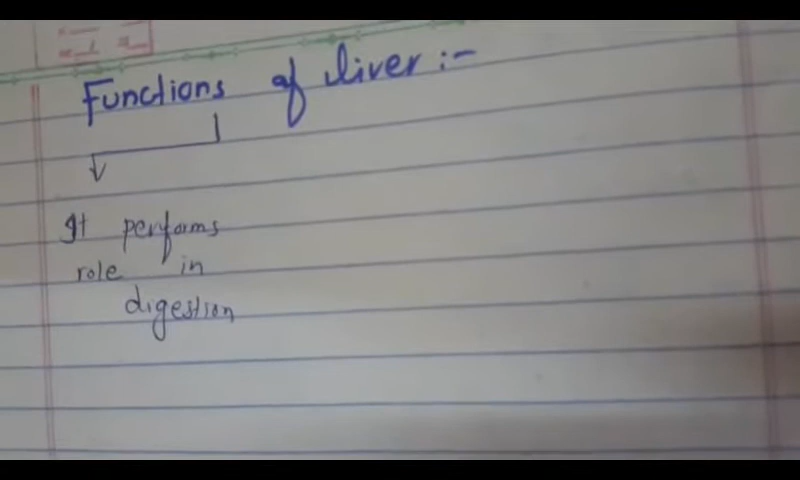 Functions of liver :-
It performs
role in
digestion